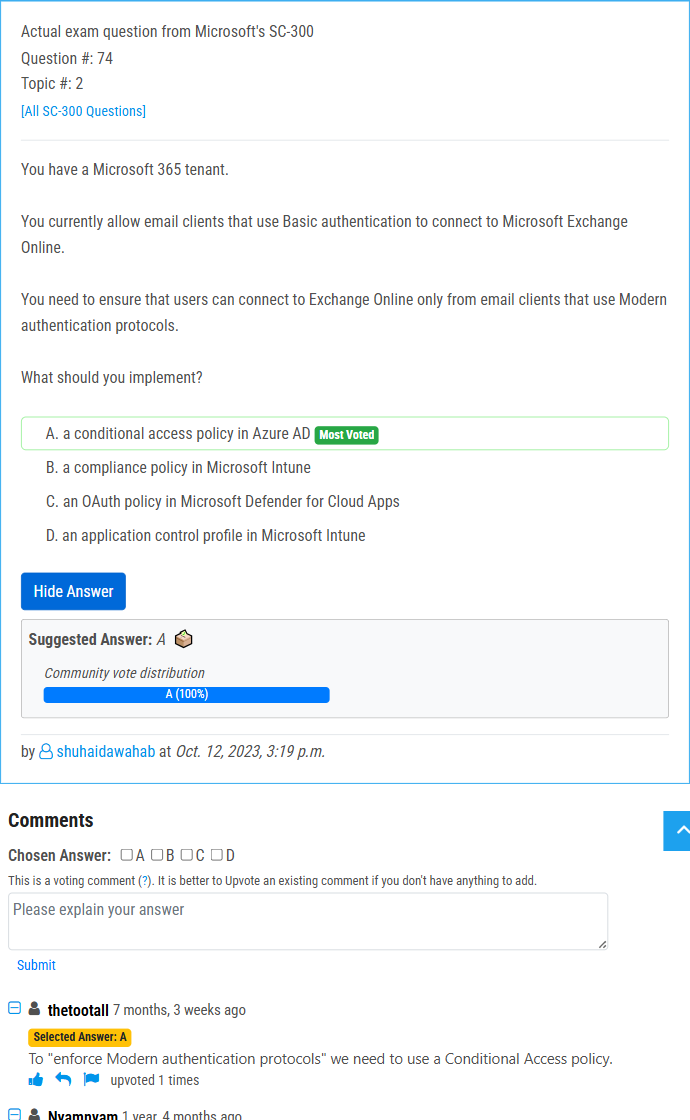 Actual exam question from Microsoft's SC-300
Question #: 74
Topic #: 2
[All SC-300 Questions]
You have a Microsoft 365 tenant.
You currently allow email clients that use Basic authentication to connect to Microsoft Exchange
Online.
You need to ensure that users can connect to Exchange Online only from email clients that use Modern
authentication protocols.
What should you implement?
A. a conditional access policy in Azure AD Most Voted
B. a compliance policy in Microsoft Intune
C. an OAuth policy in Microsoft Defender for Cloud Apps
D. an application control profile in Microsoft Intune
Hide Answer
Suggested Answer: A
Community vote distribution
A (100%)
by shuhaidawahab at Oct. 12, 2023, 3:19 p.m.
Comments
Chosen Answer: A B C D
This is a voting comment (?). It is better to Upvote an existing comment if you don't have anything to add.
Please explain your answer
Submit
thetootall 7 months, 3 weeks ago
Selected Answer: A
To "enforce Modern authentication protocols" we need to use a Conditional Access policy.
upvoted 1 times
Nyamnyam 1 year, 4 months ago